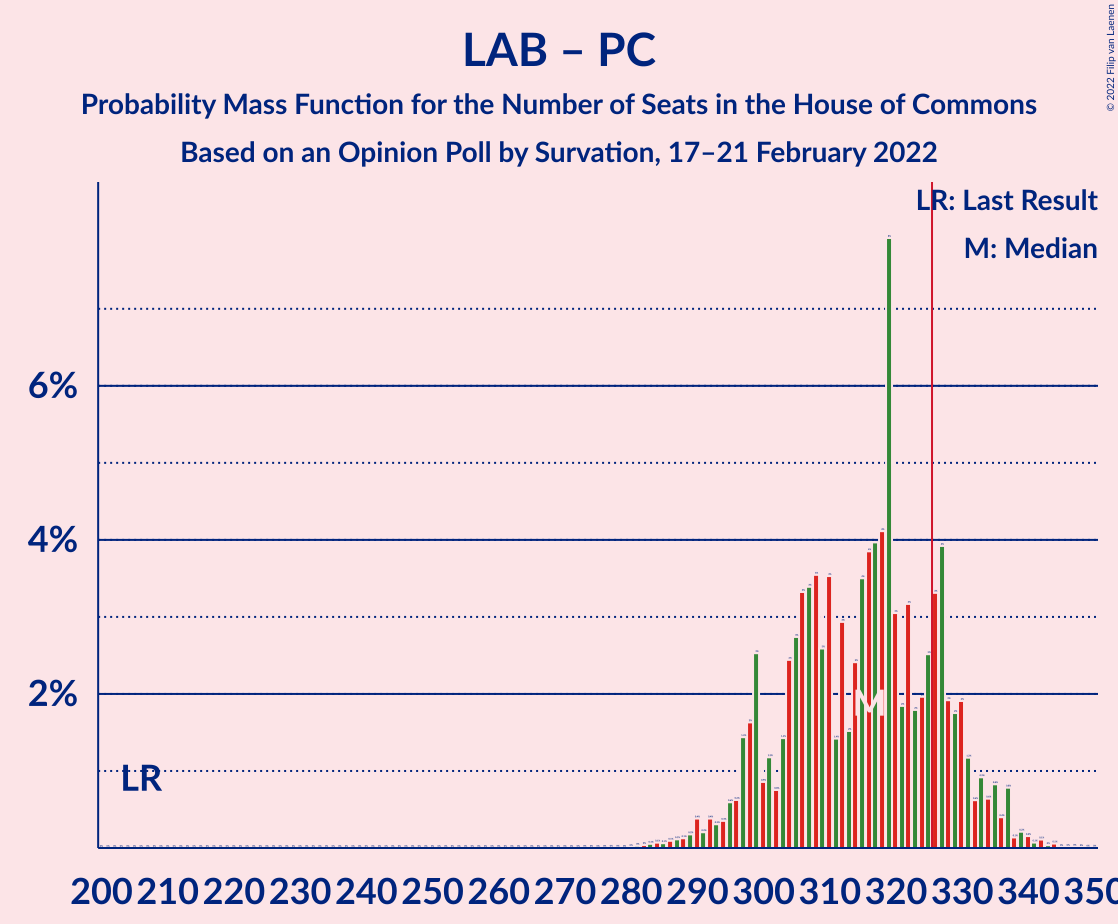 LAB – PC
Probability Mass Function for the Number of Seats in the House of Commons
Based on an Opinion Poll by Survation, 17–21 February 2022
© 2022 Filip van Laenen
LR: Last Result
M: Median
6%
4%
2%
LR
M
200 210 220 230 240 250 260 270 280 290 300 310 320 330 340 350